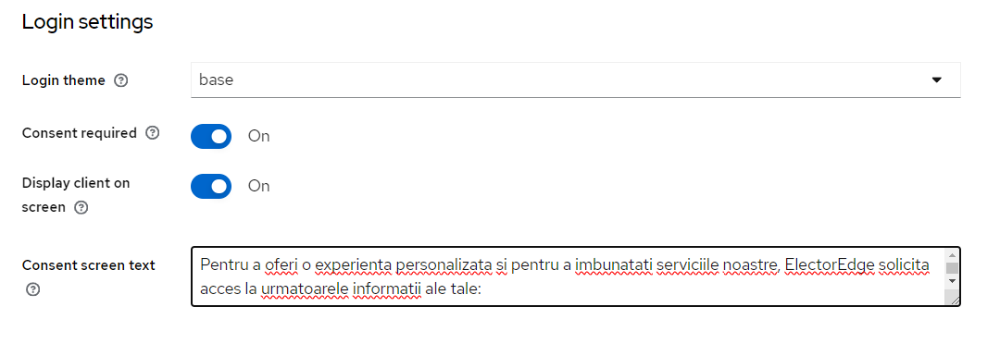 Login settings
Login theme
base
Consent required
On
Display client on
screen
On
Consent screen text
Pentru a oferi o experienta personalizata si pentru a imbunatati serviciile noastre, ElectorEdge solicita
acces la urmatoarele informatii ale tale: